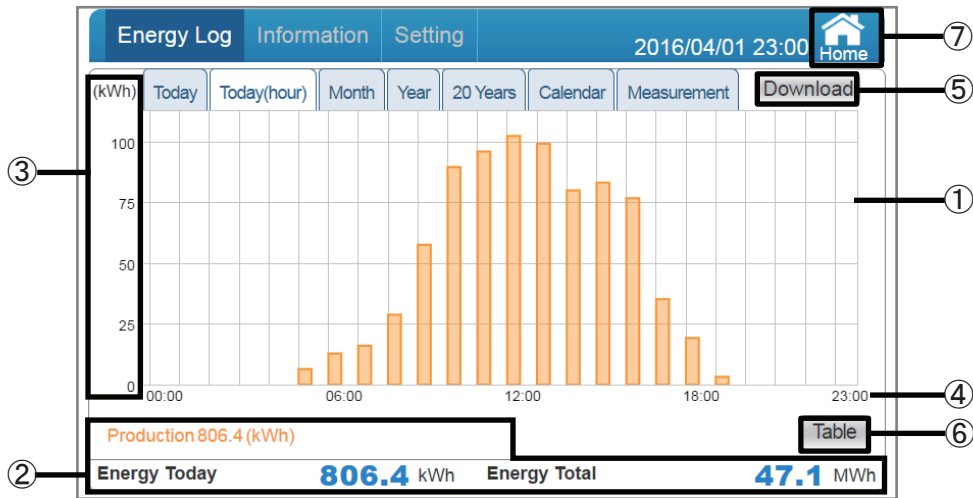 Energy Log Information Setting 2016/04/01 23:00 Home ⑦
(kWh) Today Today(hour) Month Year 20 Years Calendar Measurement Download ⑤
100
③ ①
75
50
25
0
00:00 06:00 12:00 18:00 23:00 ④
Production 806.4 (kWh) Table ⑥
② Energy Today 806.4 kWh Energy Total 47.1 MWh